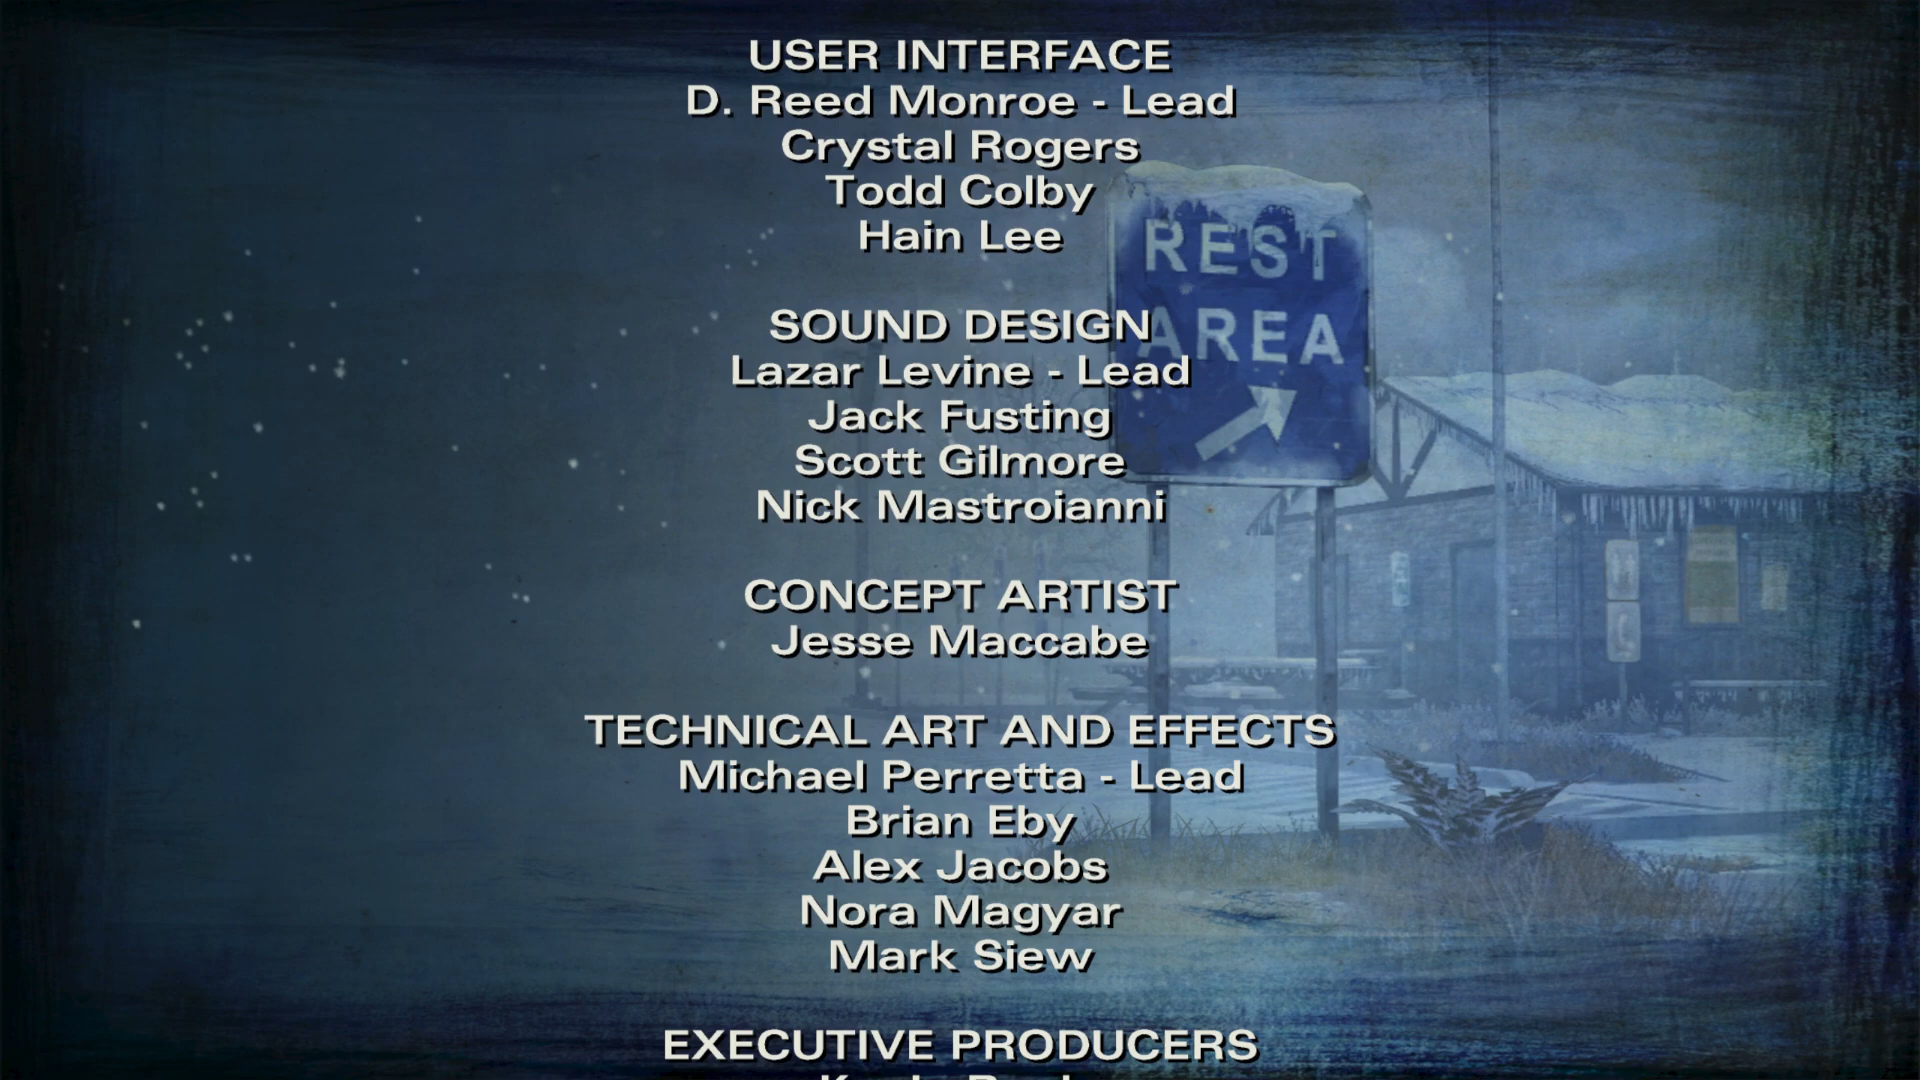 USER INTERFACE
D. Reed Monroe - Lead
Crystal Rogers
Todd Colby
Hain Lee
SOUND DESIGN
Lazar Levine - Lead
Jack Fusting
Scott Gilmore
Nick Mastroianni
CONCEPT ARTIST
Jesse Maccabe
TECHNICAL ART AND EFFECTS
Michael Perretta - Lead
Brian Eby
Alex Jacobs
Nora Magyar
Mark Siew
EXECUTIVE PRODUCERS
REST
AREA